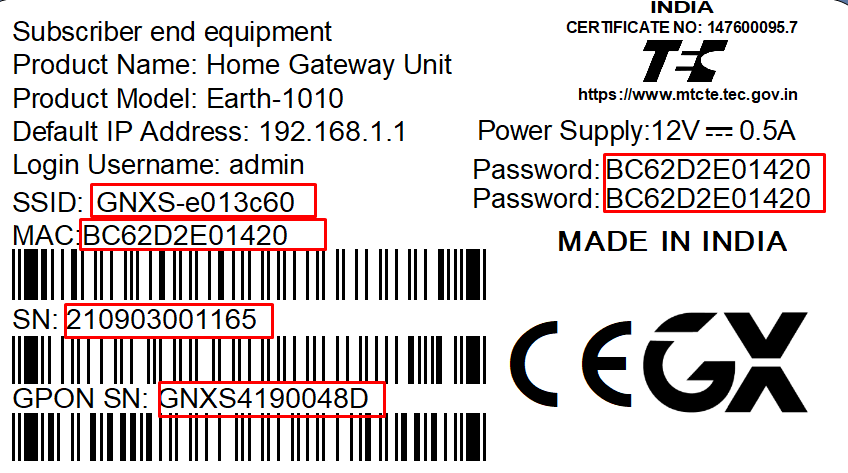 Subscriber end equipment
Product Name: Home Gateway Unit
Product Model: Earth-1010
Default IP Address: 192.168.1.1
Login Username: admin
SSID: GNXS-e013c60
MAC:BC62D2E01420
SN: 210903001165
GPON SN: GNXS4190048D
INDIA
CERTIFICATE NO: 147600095.7
TEC
https://www.mtcte.tec.gov.in
Power Supply:12V 0.5A
Password: BC62D2E01420
Password: BC62D2E01420
MADE IN INDIA
CE GX